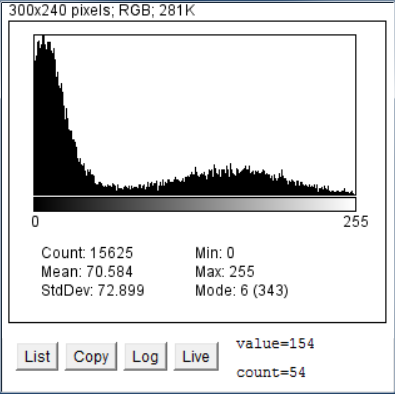 300x240 pixels; RGB; 281K
0 255
Count: 15625 Min: 0
Mean: 70.584 Max: 255
StdDev: 72.899 Mode: 6 (343)
List Copy Log Live value=154
count=54